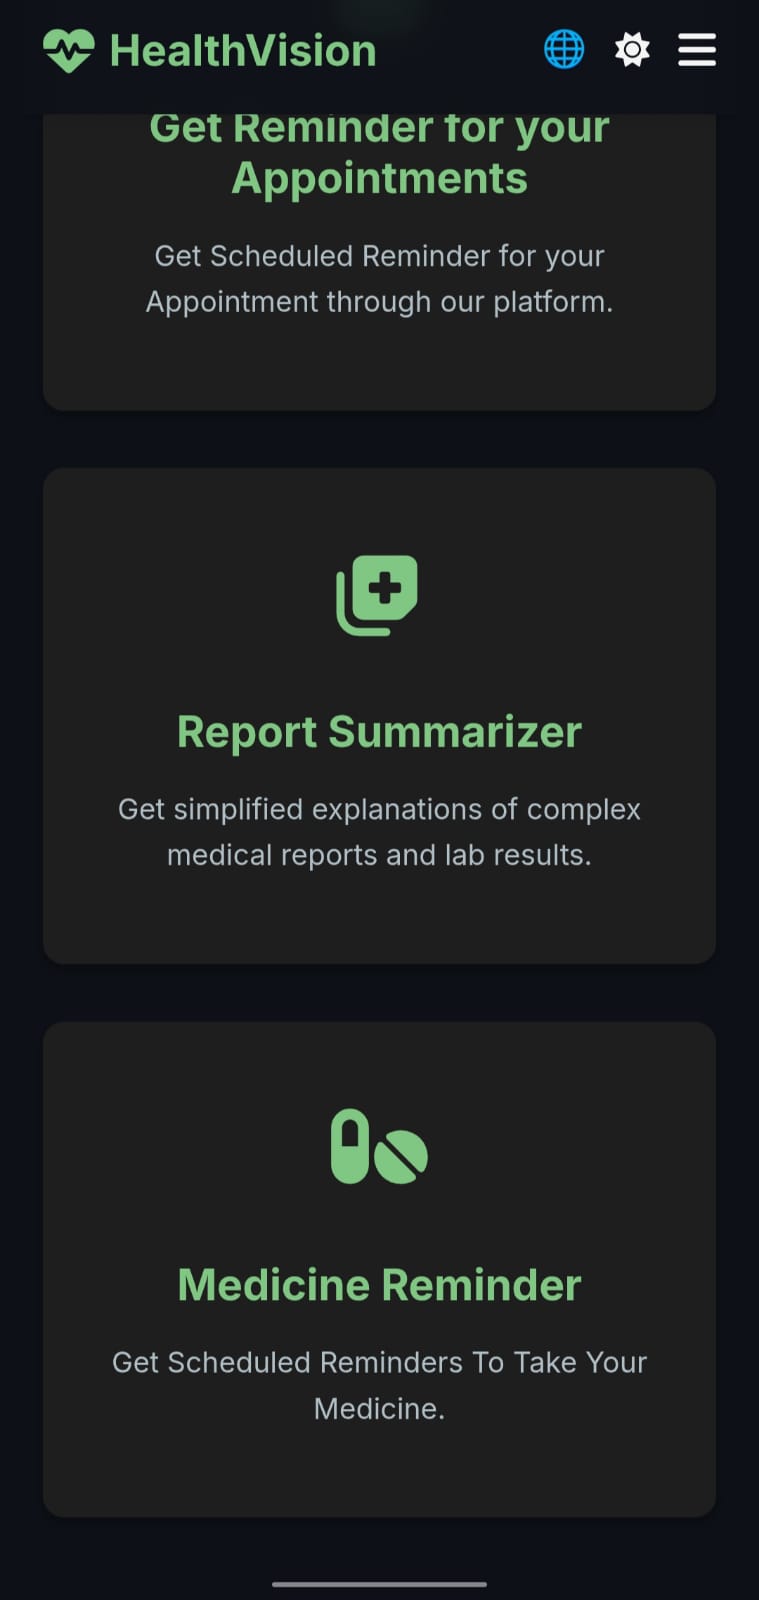 HealthVision
Get Reminder for your
Appointments
Get Scheduled Reminder for your
Appointment through our platform.
Report Summarizer
Get simplified explanations of complex
medical reports and lab results.
Medicine Reminder
Get Scheduled Reminders To Take Your
Medicine.